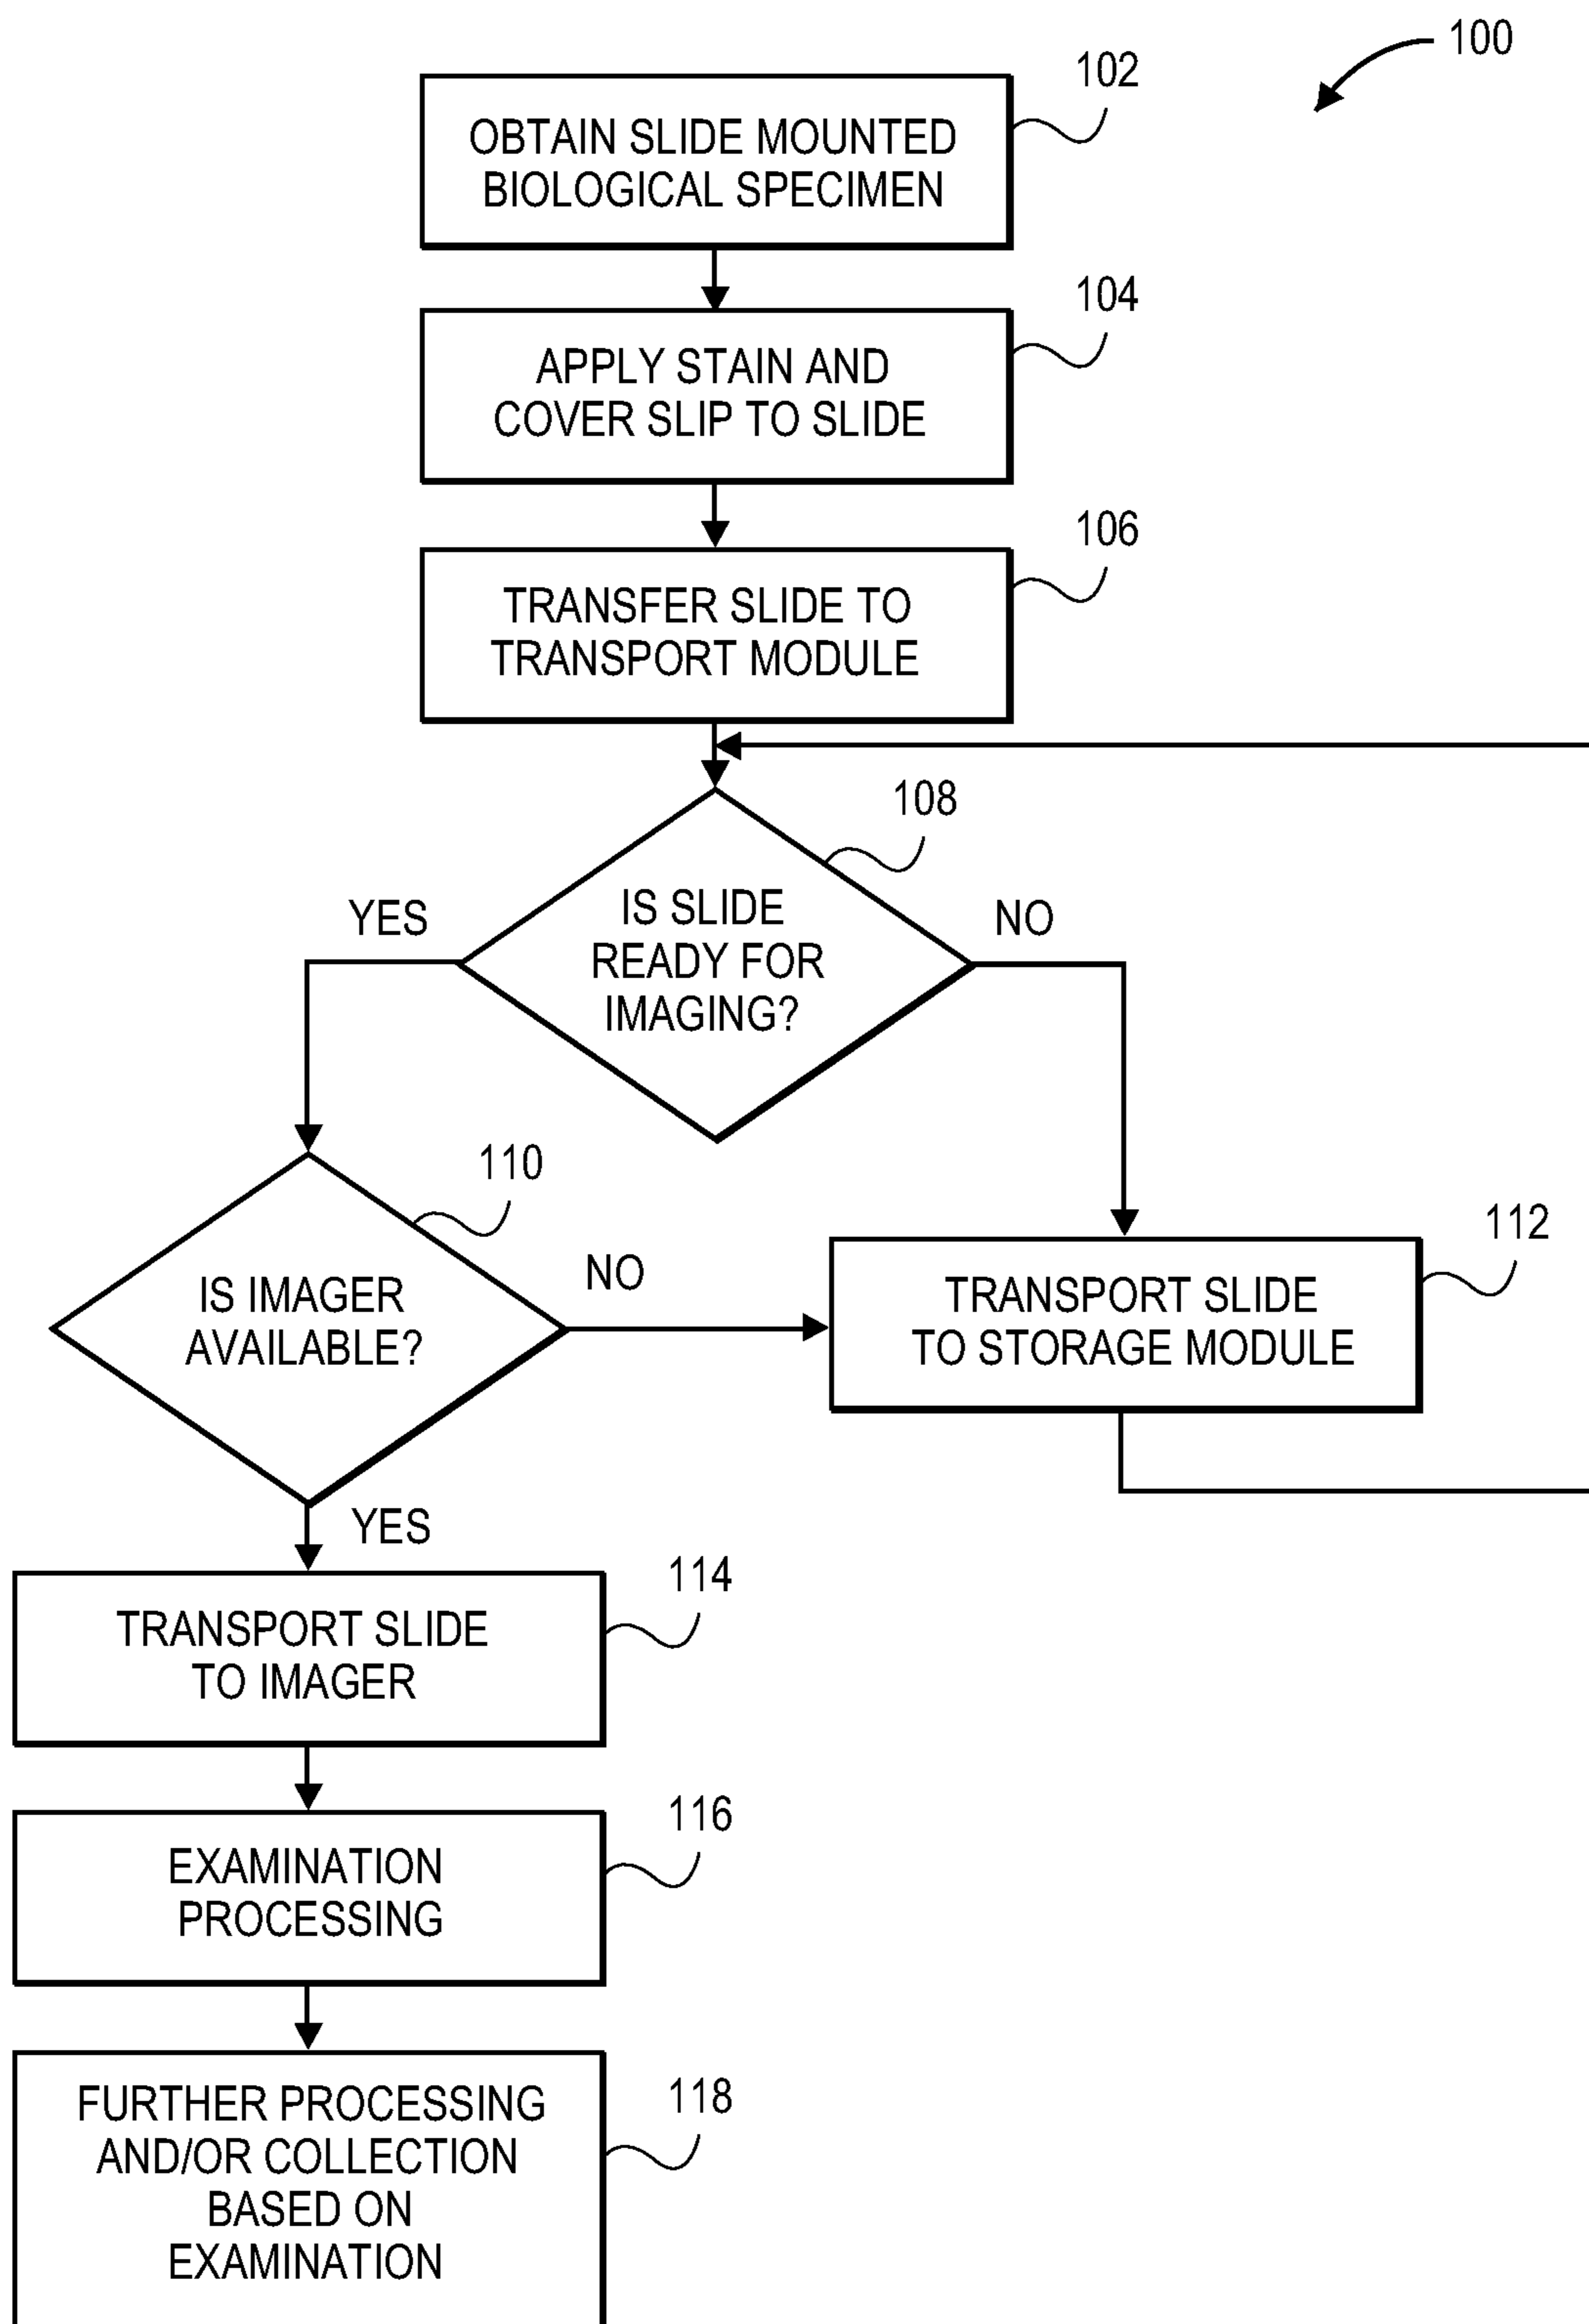 100
102
OBTAIN SLIDE MOUNTED
BIOLOGICAL SPECIMEN
104
APPLY STAIN AND
COVER SLIP TO SLIDE
106
TRANSFER SLIDE TO
TRANSPORT MODULE
108
IS SLIDE
READY FOR
IMAGING?
YES
NO
110
IS IMAGER
AVAILABLE?
NO
YES
112
TRANSPORT SLIDE
TO STORAGE MODULE
114
TRANSPORT SLIDE
TO IMAGER
116
EXAMINATION
PROCESSING
118
FURTHER PROCESSING
AND/OR COLLECTION
BASED ON
EXAMINATION